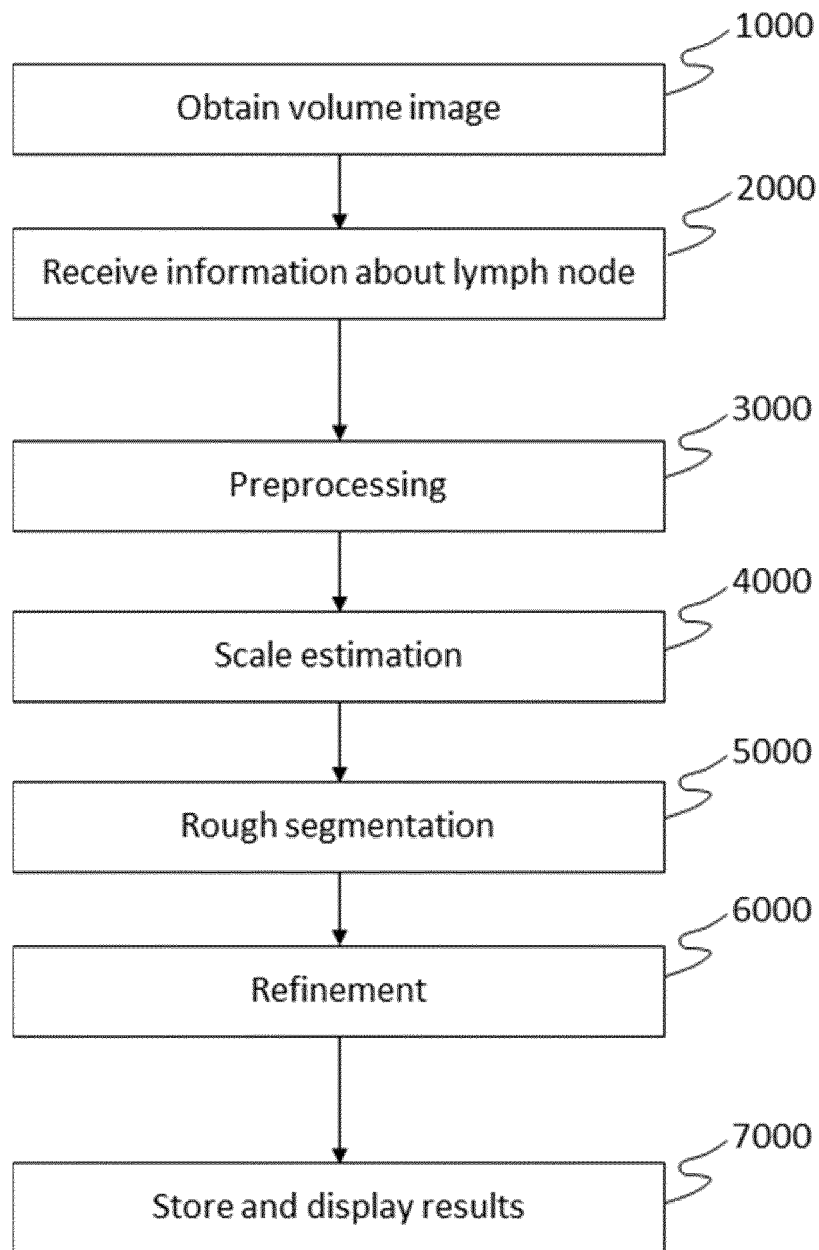 1000
Obtain volume image
2000
Receive information about lymph node
3000
Preprocessing
4000
Scale estimation
5000
Rough segmentation
6000
Refinement
7000
Store and display results